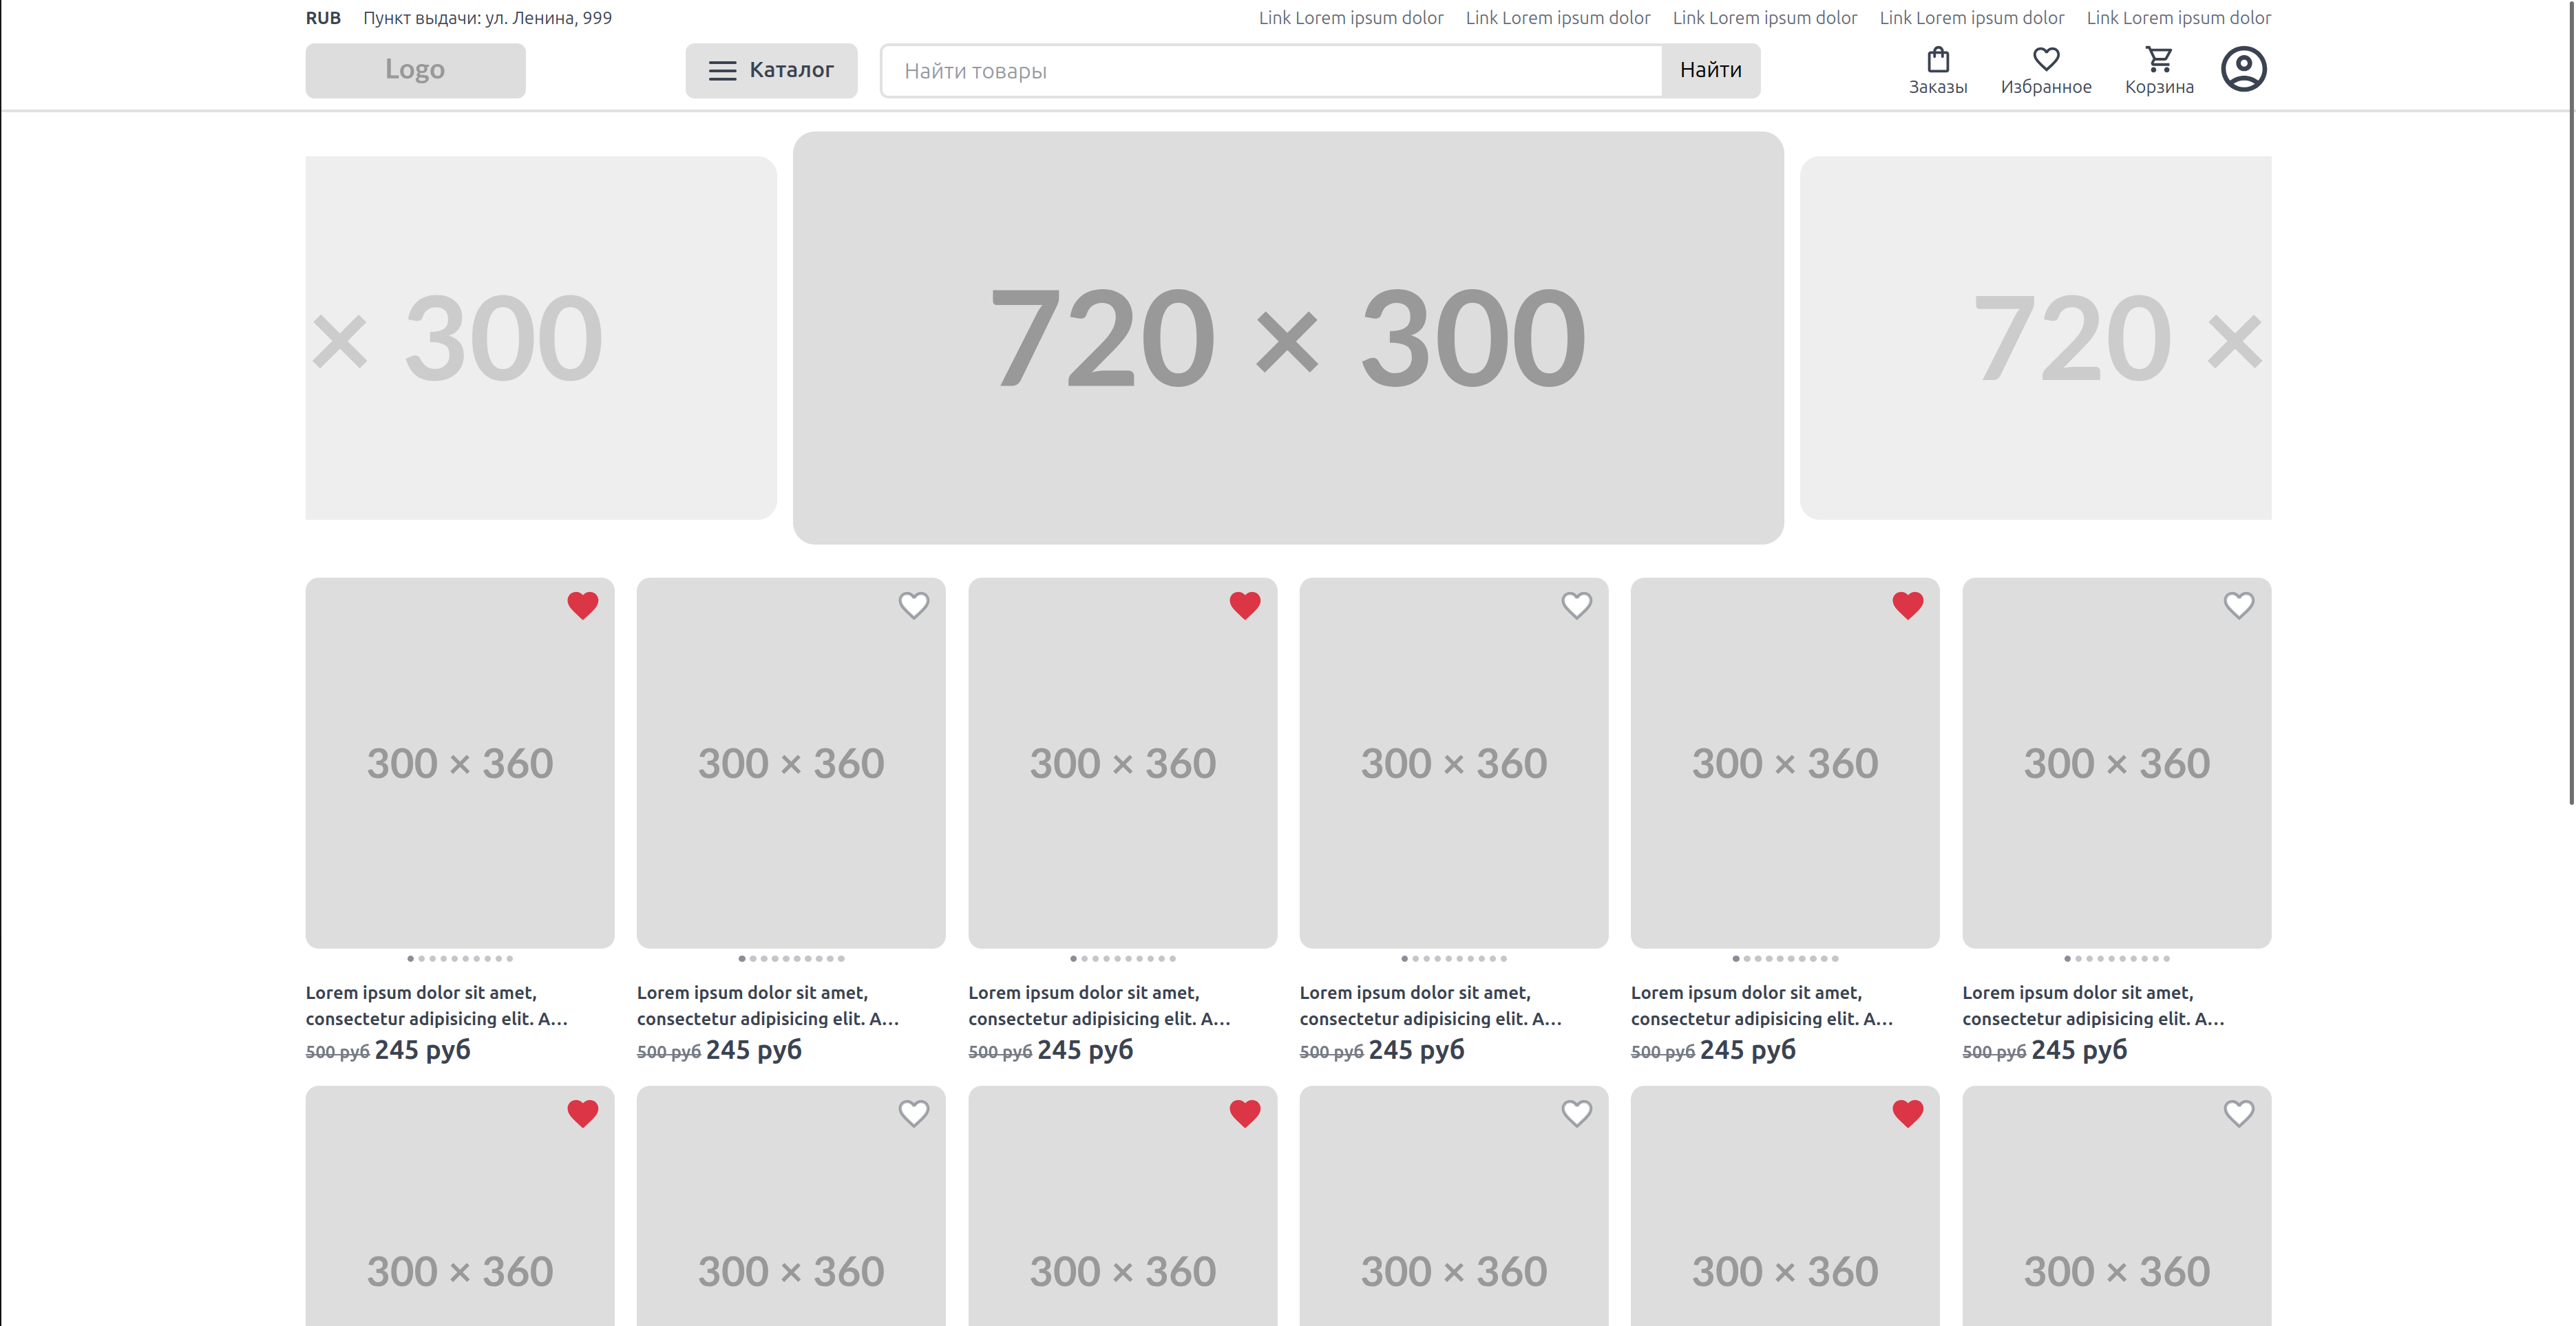 RUB Пункт выдачи: ул. Ленина, 999 Link Lorem ipsum dolor Link Lorem ipsum dolor Link Lorem ipsum dolor Link Lorem ipsum dolor Link Lorem ipsum dolor
Logo Каталог Найти товары Найти Заказы Избранное Корзина
× 300 720 × 300 720 ×
300 × 360 300 × 360 300 × 360 300 × 360 300 × 360 300 × 360
Lorem ipsum dolor sit amet, Lorem ipsum dolor sit amet, Lorem ipsum dolor sit amet, Lorem ipsum dolor sit amet, Lorem ipsum dolor sit amet, Lorem ipsum dolor sit amet,
consectetur adipisicing elit. A... consectetur adipisicing elit. A... consectetur adipisicing elit. A... consectetur adipisicing elit. A... consectetur adipisicing elit. A... consectetur adipisicing elit. A...
500 руб 245 руб 500 руб 245 руб 500 руб 245 руб 500 руб 245 руб 500 руб 245 руб 500 руб 245 руб
300 × 360 300 × 360 300 × 360 300 × 360 300 × 360 300 × 360